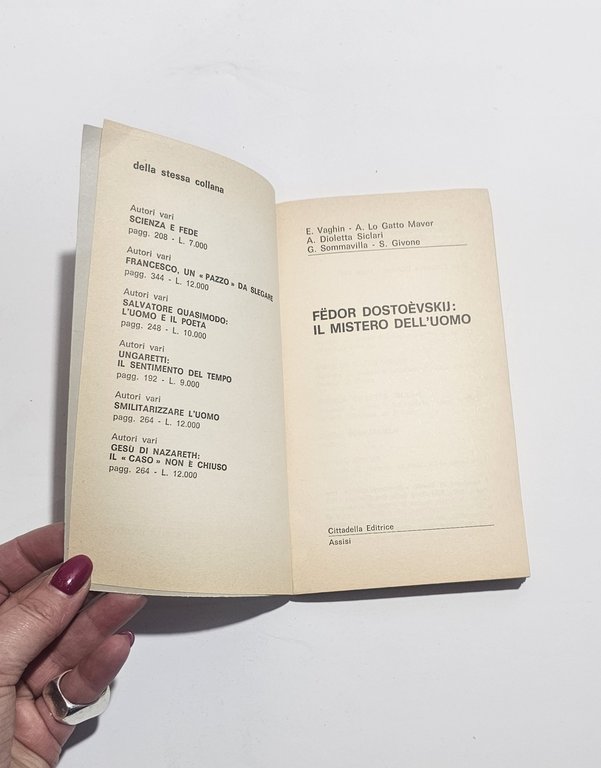 della stessa collana
Autori vari
SCIENZA E FEDE
pagg. 208 - L. 7.000
Autori vari
FRANCESCO, UN « PAZZO » DA SLEGARE
pagg. 344 - L. 12.000
Autori vari
SALVATORE QUASIMODO:
L'UOMO E IL POETA
pagg. 248 - L. 10.000
Autori vari
UNGARETTI:
IL SENTIMENTO DEL TEMPO
pagg. 192 - L. 9.000
Autori vari
SMILITARIZZARE L'UOMO
pagg. 264 - L. 12.000
Autori vari
GESÙ DI NAZARETH:
IL « CASO » NON È CHIUSO
pagg. 264 - L. 12.000
E. Vaghin - A. Lo Gatto Maver
A. Dioletta Siclari
G. Sommavilla - S. Givone
FËDOR DOSTOÈVSKIJ:
IL MISTERO DELL'UOMO
Cittadella Editrice
Assisi